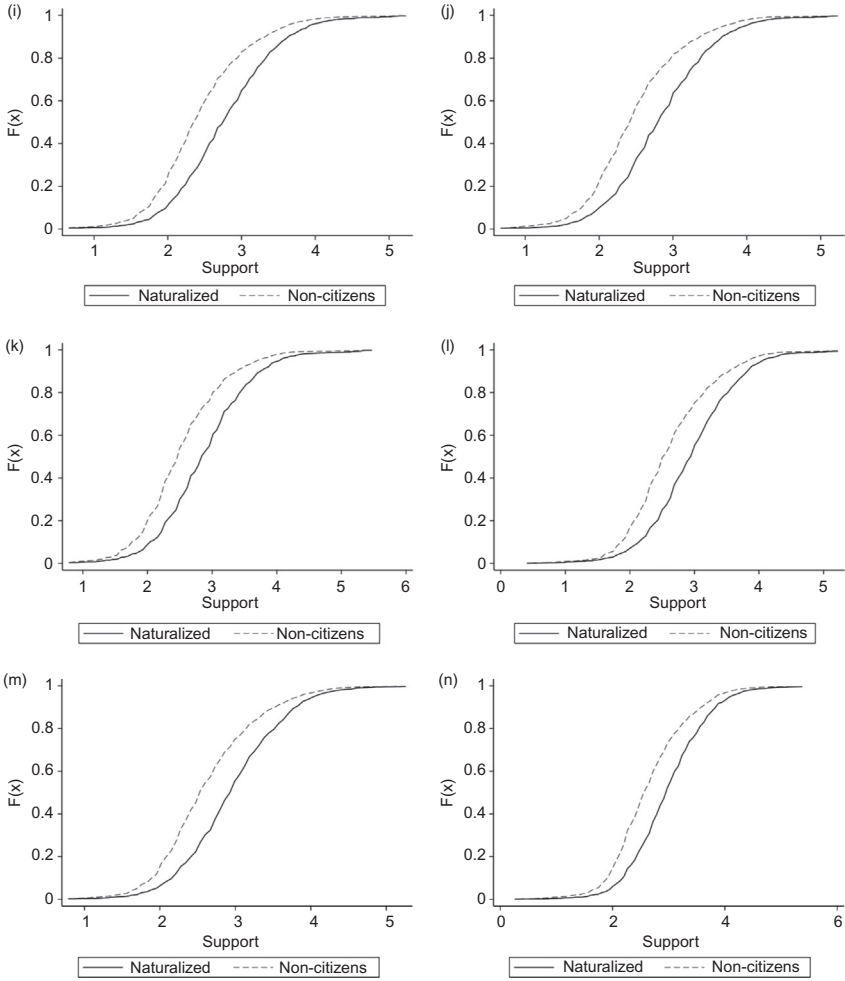 (i)
1
0.8
0.6
0.4
0.2
0
F(x)
1 2 3 4 5
Support
Naturalized Non-citizens
(j)
1
0.8
0.6
0.4
0.2
0
F(x)
1 2 3 4 5
Support
Naturalized Non-citizens
(k)
1
0.8
0.6
0.4
0.2
0
F(x)
1 2 3 4 5 6
Support
Naturalized Non-citizens
(l)
1
0.8
0.6
0.4
0.2
0
F(x)
0 1 2 3 4 5
Support
Naturalized Non-citizens
(m)
1
0.8
0.6
0.4
0.2
0
F(x)
1 2 3 4 5
Support
Naturalized Non-citizens
(n)
1
0.8
0.6
0.4
0.2
0
F(x)
0 2 4 6
Support
Naturalized Non-citizens